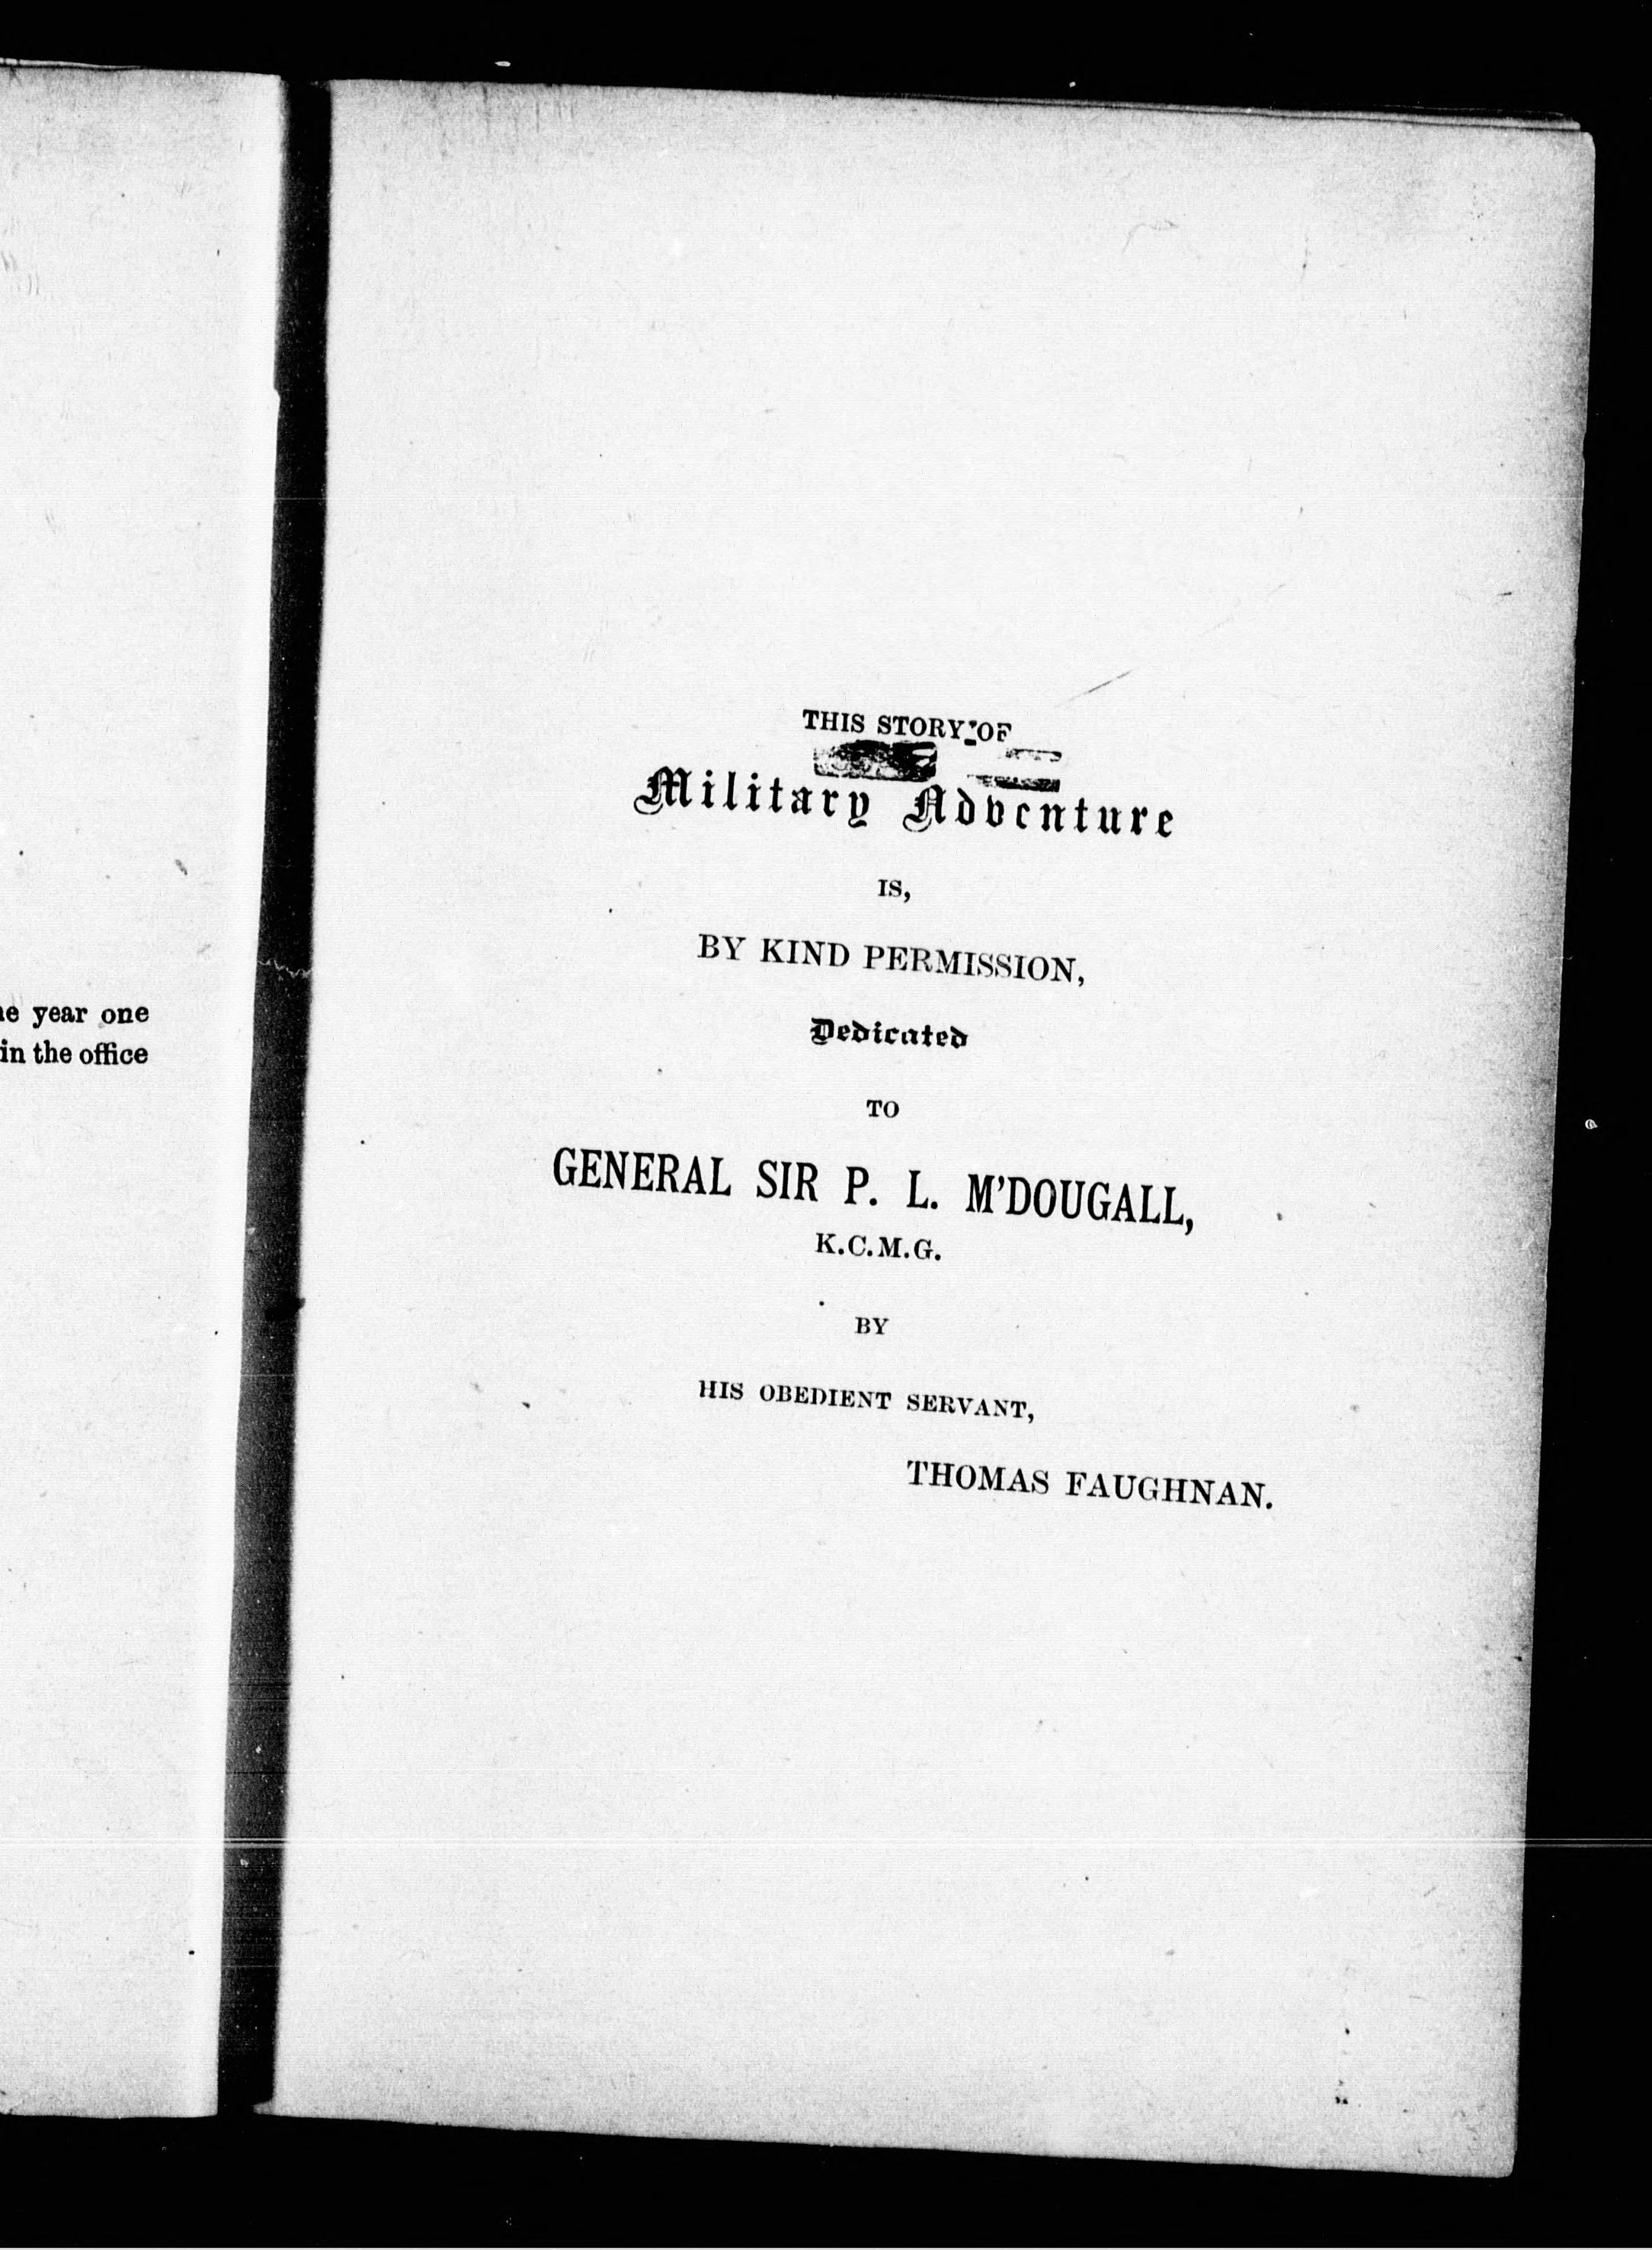 year one
in the office
THIS STORY OF
Military Adventure
IS,
BY KIND PERMISSION,
Dedicated
TO
GENERAL SIR P. L. M'DOUGALL,
K.C.M.G.
BY
HIS OBEDIENT SERVANT,
THOMAS FAUGHNAN.